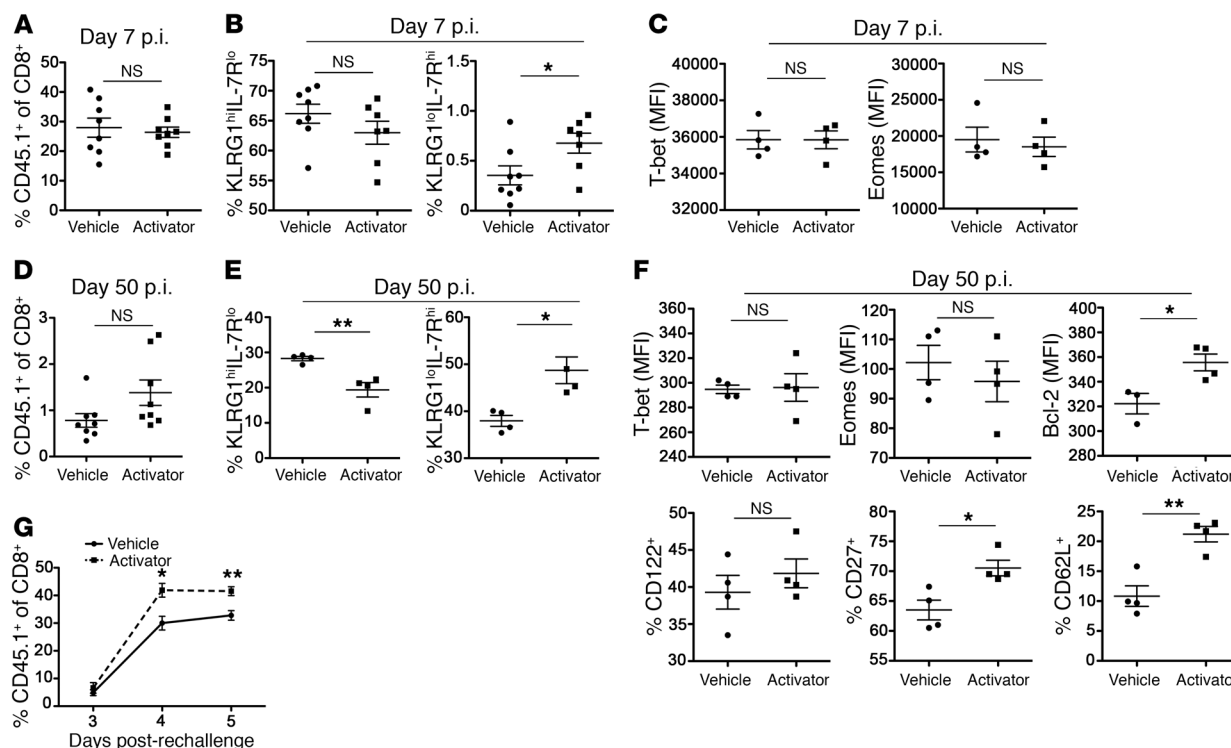 A
Day 7 p.i.
% CD45.1⁺ of CD8⁺
50
40
30
20
10
0
NS
Vehicle Activator
B
Day 7 p.i.
% KLRG1ʰⁱIL-7Rˡᵒ
75
70
65
60
55
50
NS
Vehicle Activator
% KLRG1ˡᵒIL-7Rʰⁱ
1.5
1.0
0.5
0
*
Vehicle Activator
C
Day 7 p.i.
T-bet (MFI)
40000
38000
36000
34000
32000
NS
Vehicle Activator
Eomes (MFI)
30000
25000
20000
15000
10000
NS
Vehicle Activator
D
Day 50 p.i.
% CD45.1⁺ of CD8⁺
3
2
1
0
NS
Vehicle Activator
E
Day 50 p.i.
% KLRG1ʰⁱIL-7Rˡᵒ
40
30
20
10
0
**
Vehicle Activator
% KLRG1ˡᵒIL-7Rʰⁱ
60
50
40
30
*
Vehicle Activator
F
Day 50 p.i.
T-bet (MFI)
360
340
320
300
280
260
240
NS
Vehicle Activator
Eomes (MFI)
120
110
100
90
80
70
NS
Vehicle Activator
Bcl-2 (MFI)
400
380
360
340
320
300
280
*
Vehicle Activator
% CD122⁺
50
45
40
35
30
NS
Vehicle Activator
% CD27⁺
80
75
70
65
60
55
*
Vehicle Activator
% CD62L⁺
25
20
15
10
5
0
**
Vehicle Activator
G
Vehicle
Activator
% CD45.1⁺ of CD8⁺
50
40
30
20
10
0
*
**
3 4 5
Days post-rechallenge